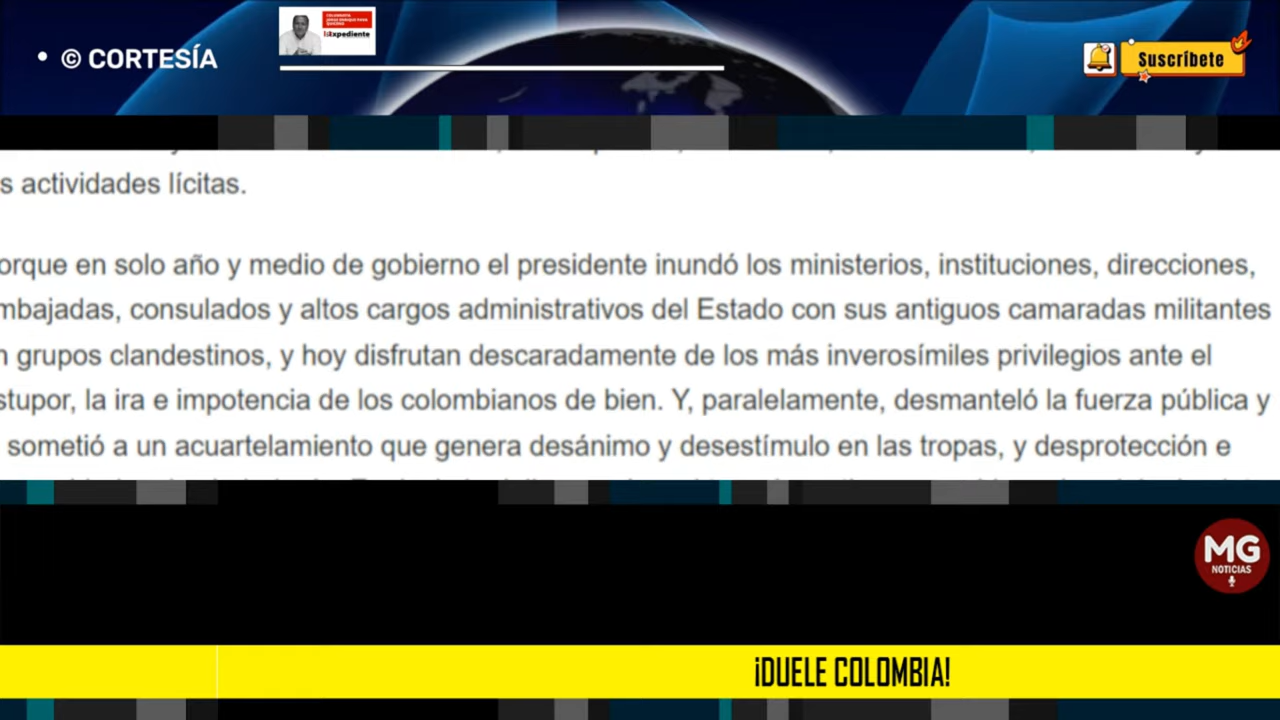 • © CORTESÍA
Suscríbete
s actividades lícitas.
orque en solo año y medio de gobierno el presidente inundó los ministerios, instituciones, direcciones,
mbajadas, consulados y altos cargos administrativos del Estado con sus antiguos camaradas militantes
n grupos clandestinos, y hoy disfrutan descaradamente de los más inverosímiles privilegios ante el
stupor, la ira e impotencia de los colombianos de bien. Y, paralelamente, desmanteló la fuerza pública y
sometió a un acuartelamiento que genera desánimo y desestímulo en las tropas, y desprotección e
MG
NOTICIAS
¡DUELE COLOMBIA!